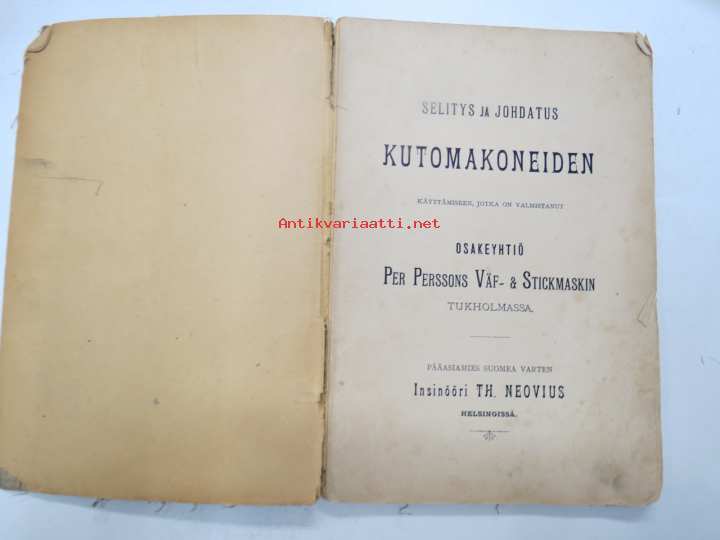 SELITYS JA JOHDATUS
KUTOMAKONEIDEN
KÄYTTÄMISEEN, JOTKA ON VALMISTANUT
Antikvariaatti.net
OSAKEYHTIÖ
PER PERSSONS VÄF- & STICKMASKIN
TUKHOLMASSA.
PÄÄASIAMIES SUOMEA VARTEN
Insinööri TH. NEOVIUS
HELSINGISSÄ.